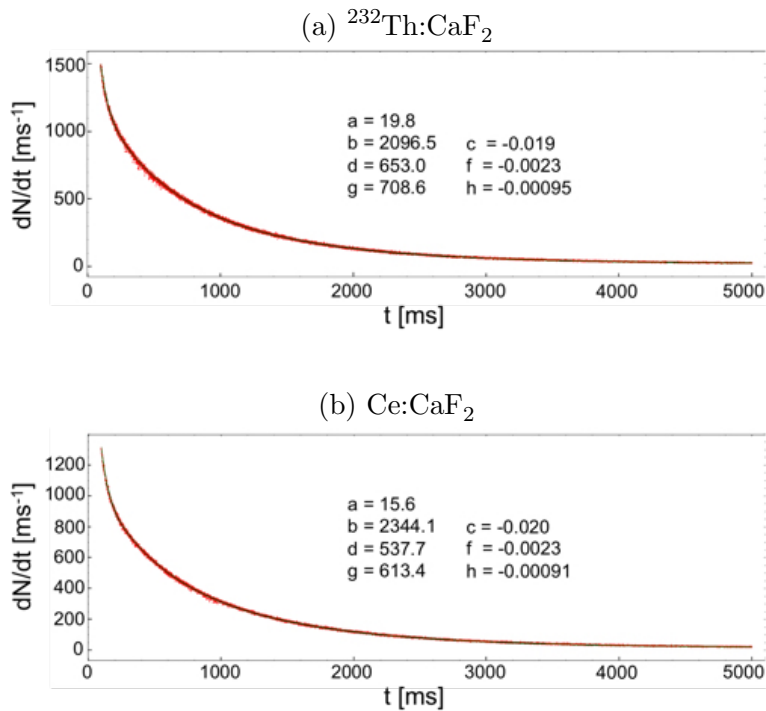 (a) ²³²Th:CaF₂
1500
1000
500
0
dN/dt [ms⁻¹]
a = 19.8
b = 2096.5 c = -0.019
d = 653.0 f = -0.0023
g = 708.6 h = -0.00095
0 1000 2000 3000 4000 5000
t [ms]
(b) Ce:CaF₂
1200
1000
800
600
400
200
0
dN/dt [ms⁻¹]
a = 15.6
b = 2344.1 c = -0.020
d = 537.7 f = -0.0023
g = 613.4 h = -0.00091
0 1000 2000 3000 4000 5000
t [ms]